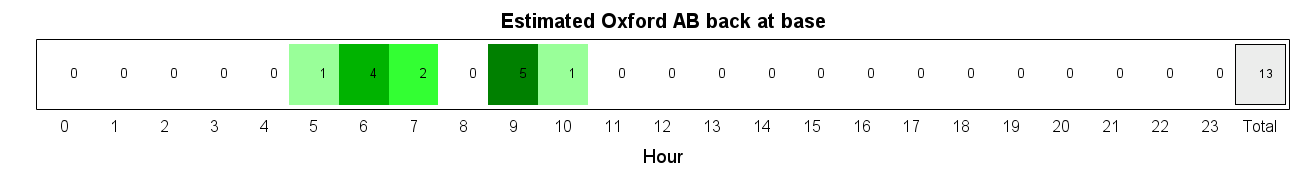 Estimated Oxford AB back at base
0 0 0 0 0 1 4 2 0 5 1 0 0 0 0 0 0 0 0 0 0 0 0 0 13
0 1 2 3 4 5 6 7 8 9 10 11 12 13 14 15 16 17 18 19 20 21 22 23 Total
Hour